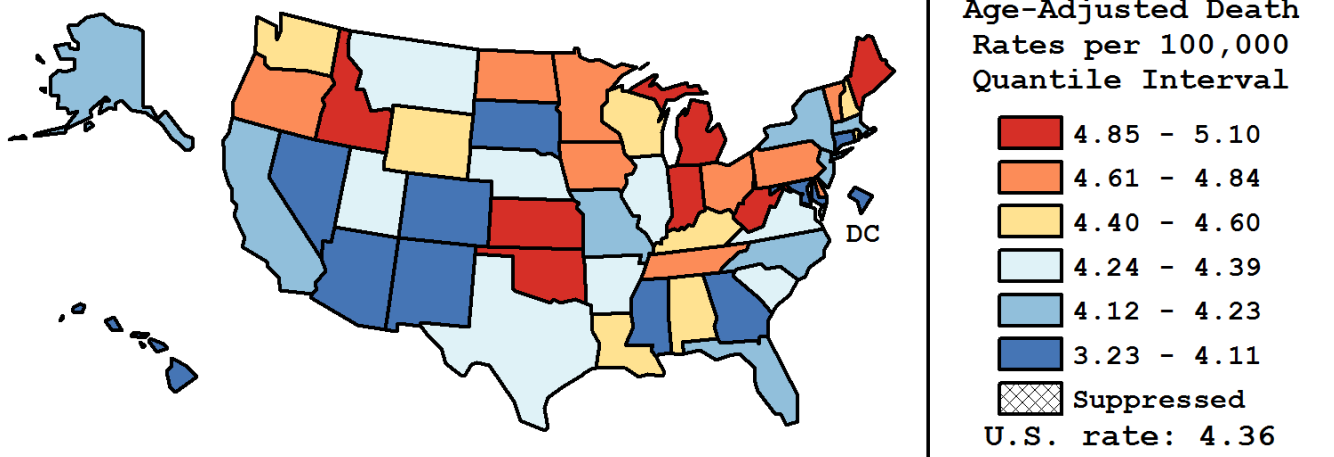 Age-Adjusted Death
Rates per 100,000
Quantile Interval
4.85 - 5.10
4.61 - 4.84
4.40 - 4.60
4.24 - 4.39
4.12 - 4.23
3.23 - 4.11
Suppressed
U.S. rate: 4.36
DC